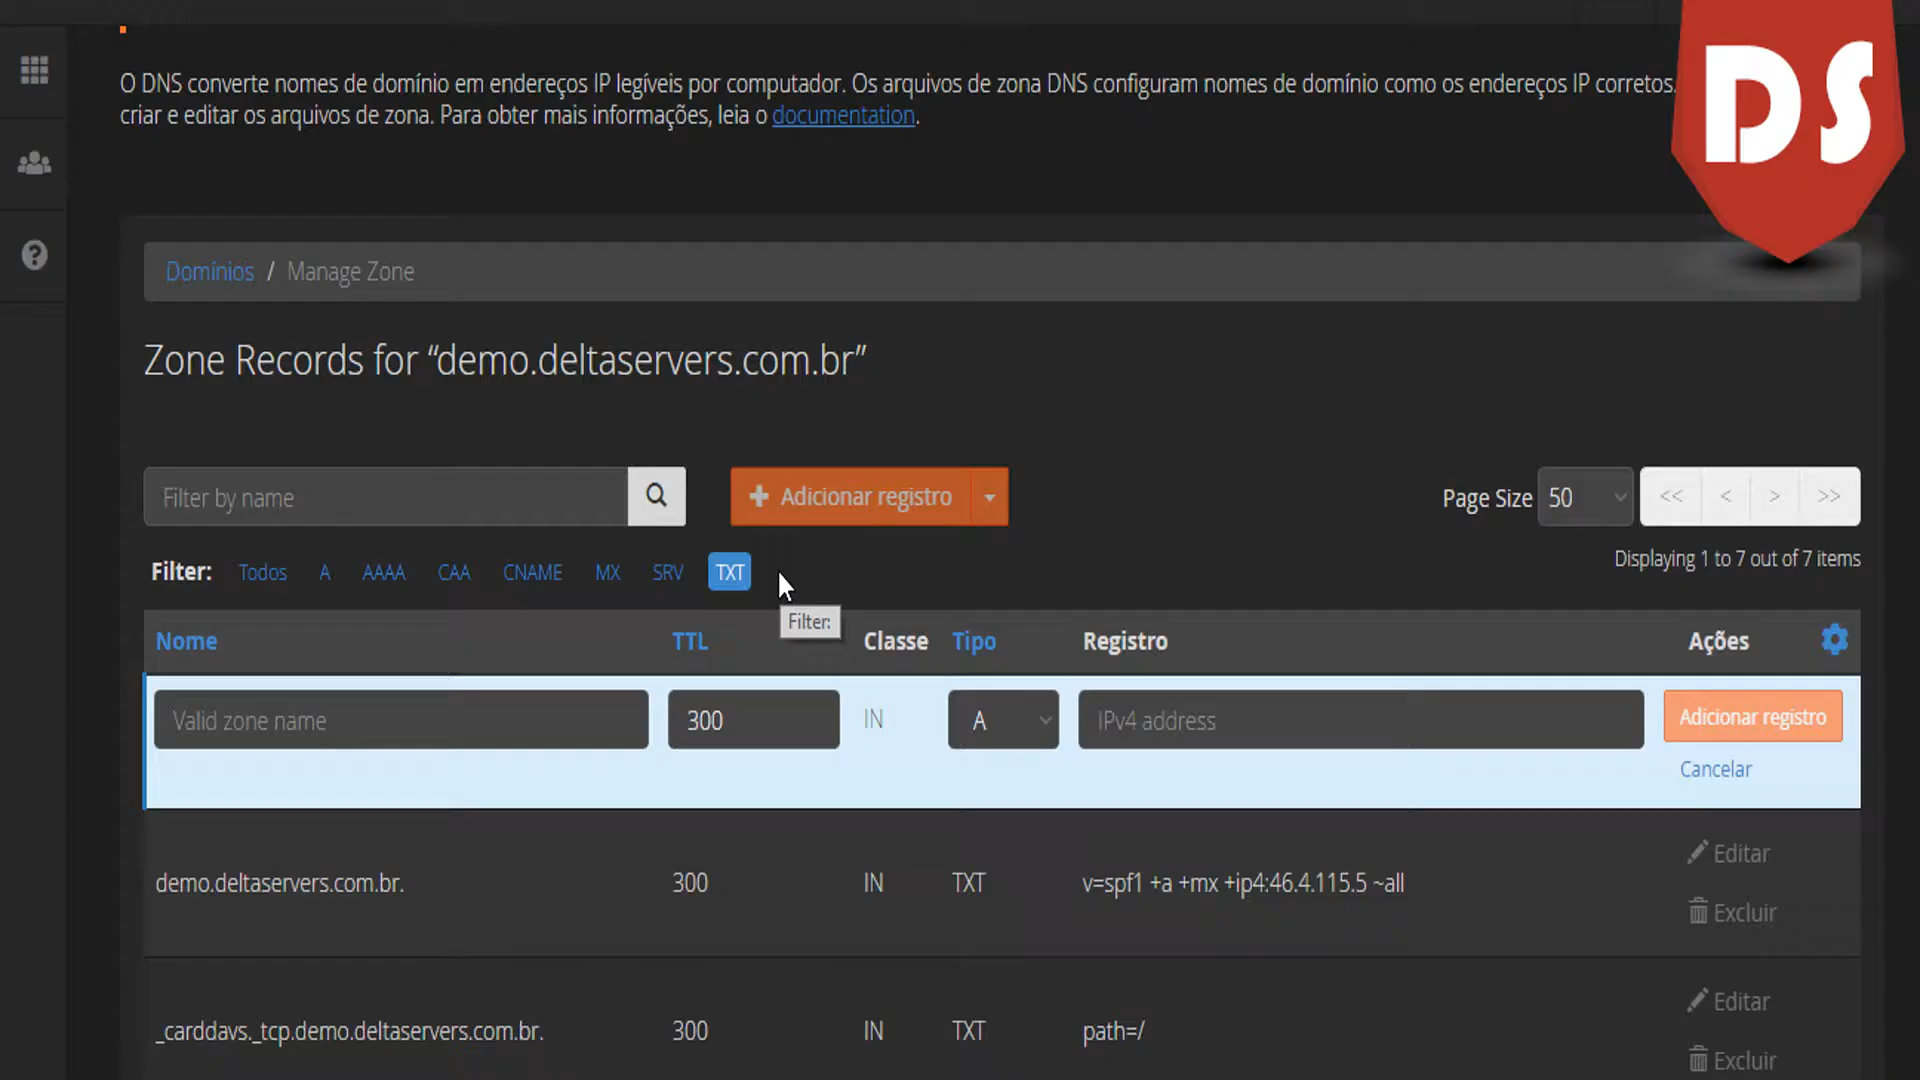 O DNS converte nomes de domínio em endereços IP legíveis por computador. Os arquivos de zona DNS configuram nomes de domínio como os endereços IP corretos.
criar e editar os arquivos de zona. Para obter mais informações, leia o documentation.
DS
Domínios / Manage Zone
Zone Records for “demo.deltaservers.com.br”
Filter by name
Adicionar registro
Page Size 50 << < > >>
Displaying 1 to 7 out of 7 items
Filter: Todos A AAAA CAA CNAME MX SRV TXT
Filter:
Nome TTL Classe Tipo Registro Ações
Valid zone name 300 IN A IPv4 address Adicionar registro
Cancelar
demo.deltaservers.com.br. 300 IN TXT v=spf1 +a +mx +ip4:46.4.115.5 ~all
Editar
Excluir
_carddavs._tcp.demo.deltaservers.com.br. 300 IN TXT path=/
Editar
Excluir